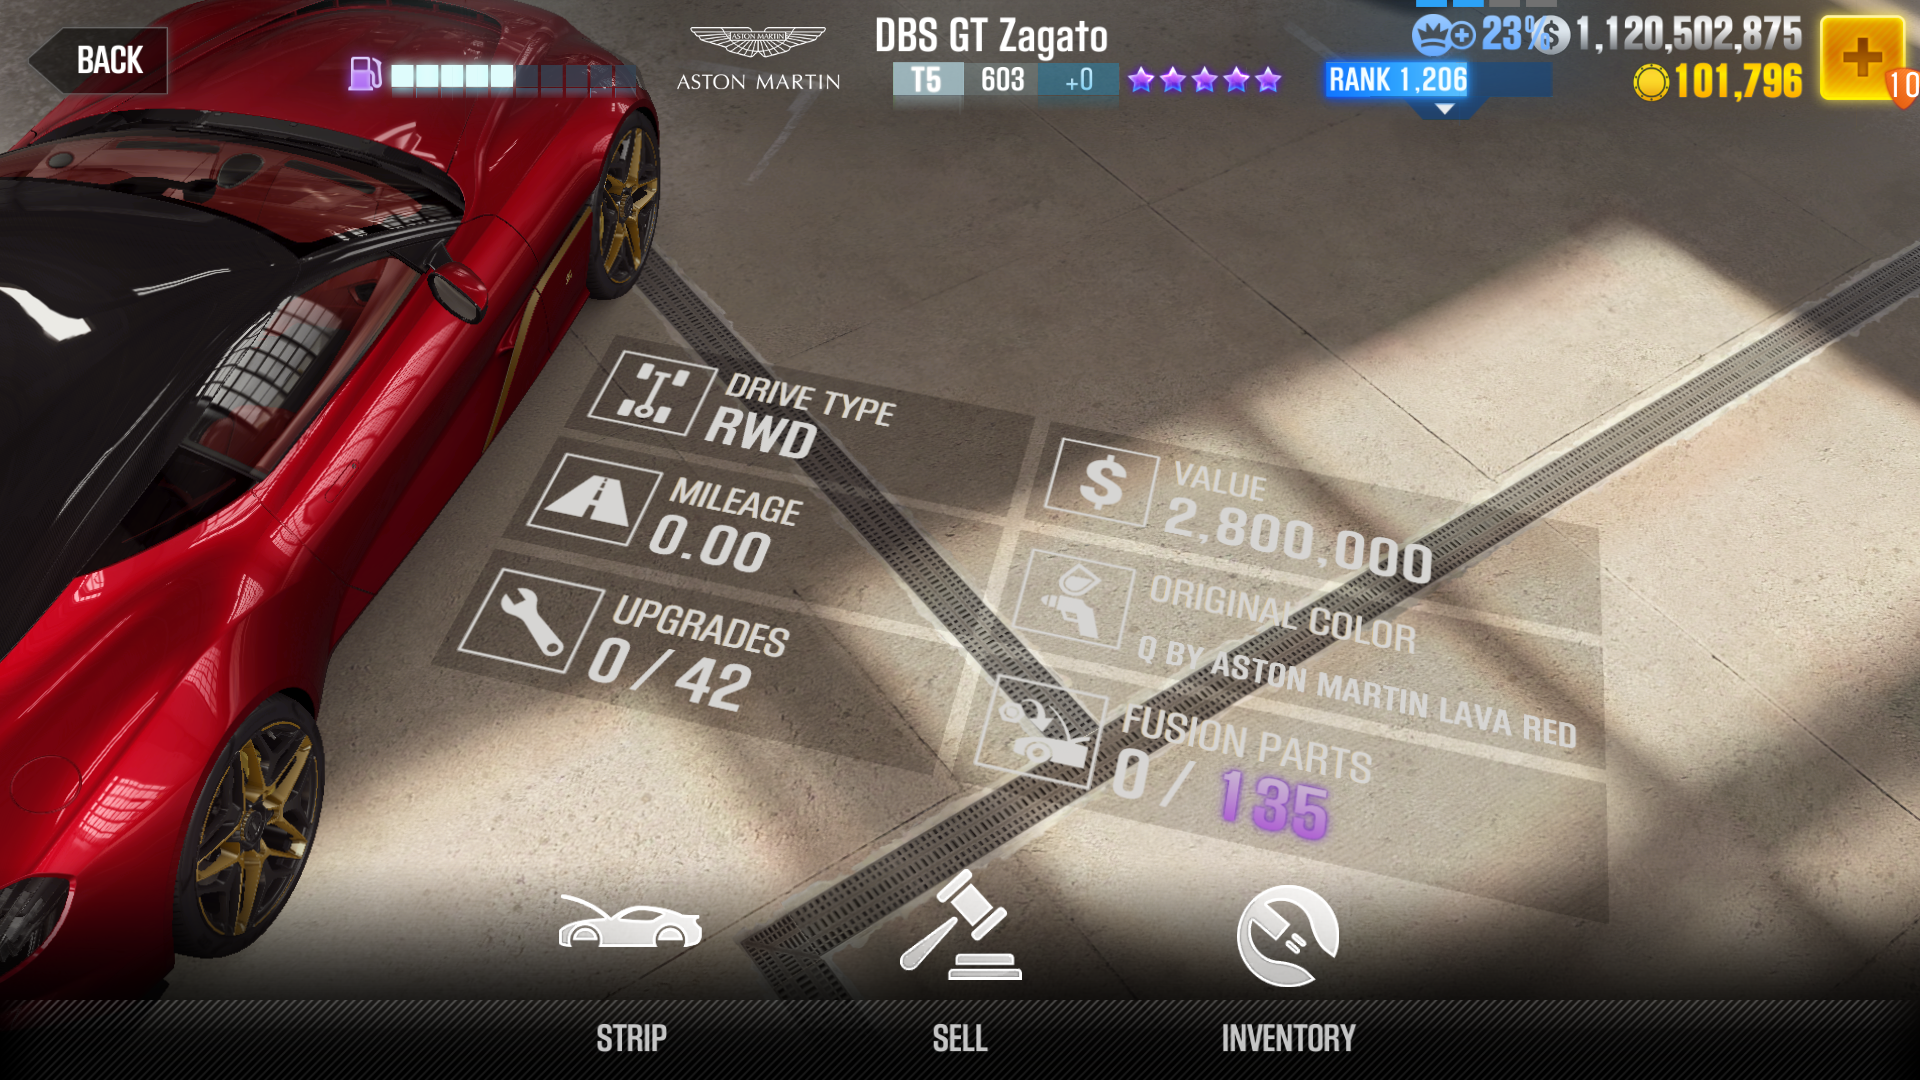 BACK
ASTON MARTIN
ASTON MARTIN
DBS GT Zagato
T5 603 +0
RANK 1,206
23%
$ 1,120,502,875
101,796
10
DRIVE TYPE
RWD
MILEAGE
0.00
UPGRADES
0/42
$ VALUE
2,800,000
ORIGINAL COLOR
Q BY ASTON MARTIN LAVA RED
FUSION PARTS
0/ 135
STRIP
SELL
INVENTORY